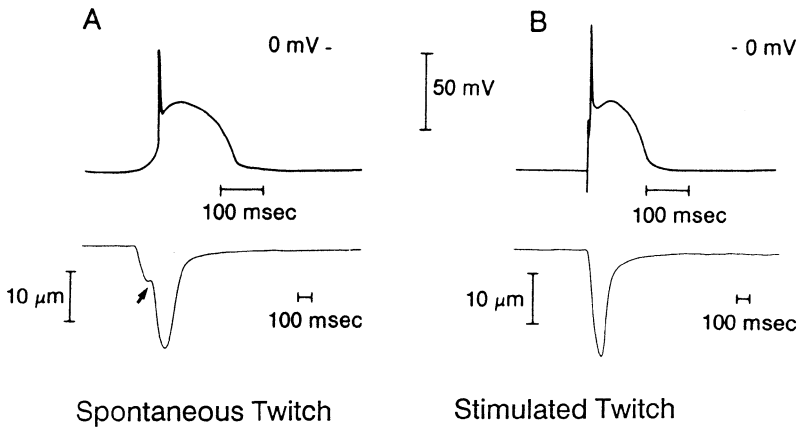 A
0 mV -
50 mV
100 msec
10 μm
100 msec
Spontaneous Twitch
B
- 0 mV
100 msec
10 μm
100 msec
Stimulated Twitch